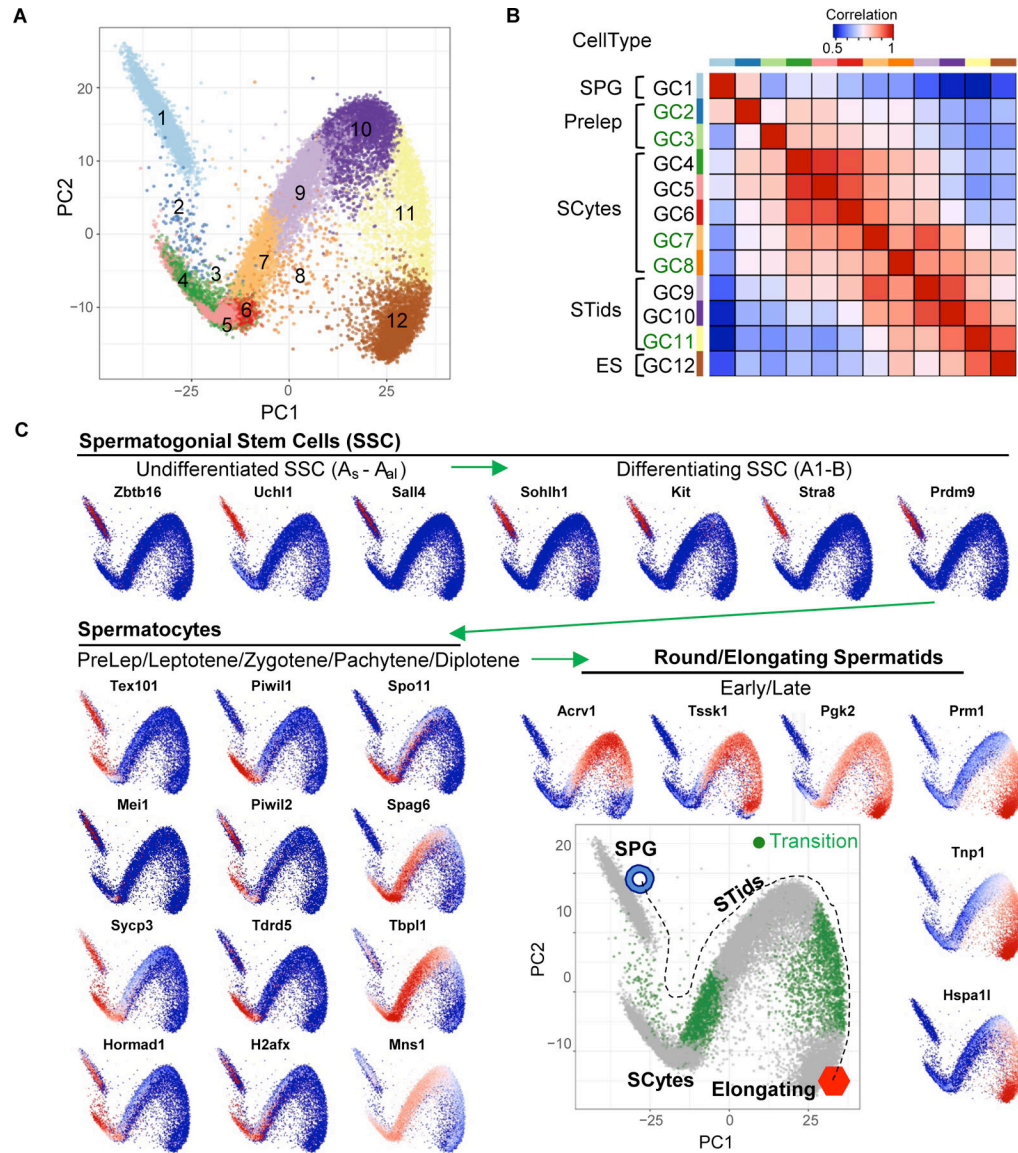 A
PC2
20
10
0
−10
−25
0
25
PC1
1
2
3
4
5
6
7
8
9
10
11
12
B
Correlation
0.5 1
CellType
SPG GC1
Prelep GC2
GC3
SCytes GC4
GC5
GC6
GC7
GC8
STids GC9
GC10
GC11
ES GC12
C
Spermatogonial Stem Cells (SSC)
Undifferentiated SSC (As - Aal) Differentiating SSC (A1-B)
Zbtb16 Uchl1 Sall4 Sohlh1 Kit Stra8 Prdm9
Spermatocytes
PreLep/Leptotene/Zygotene/Pachytene/Diplotene
Tex101 Piwil1 Spo11
Mei1 Piwil2 Spag6
Sycp3 Tdrd5 Tbpl1
Hormad1 H2afx Mns1
Round/Elongating Spermatids
Early/Late
Acrv1 Tssk1 Pgk2 Prm1
Tnp1
Hspa1l
Transition
SPG
STids
SCytes
Elongating
PC2
20
10
0
−10
−25 0 25
PC1